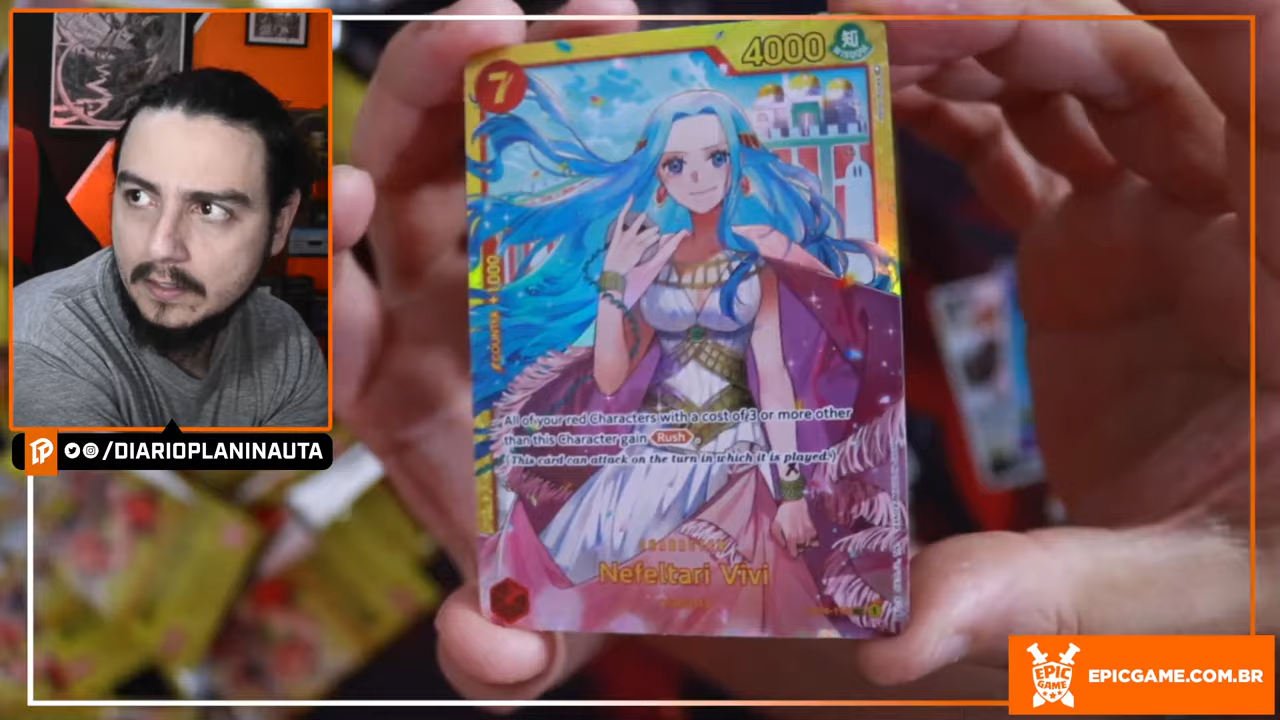 7
4000
知
WISDOM
COUNTER +1000
All of your red Characters with a cost of 3 or more other
than this Character gain Rush.
(This card can attack on the turn in which it is played.)
CHARACTER
Nefeltari Vivi
/DIARIOPLANINAUTA
EPIC
GAME
EPICGAME.COM.BR